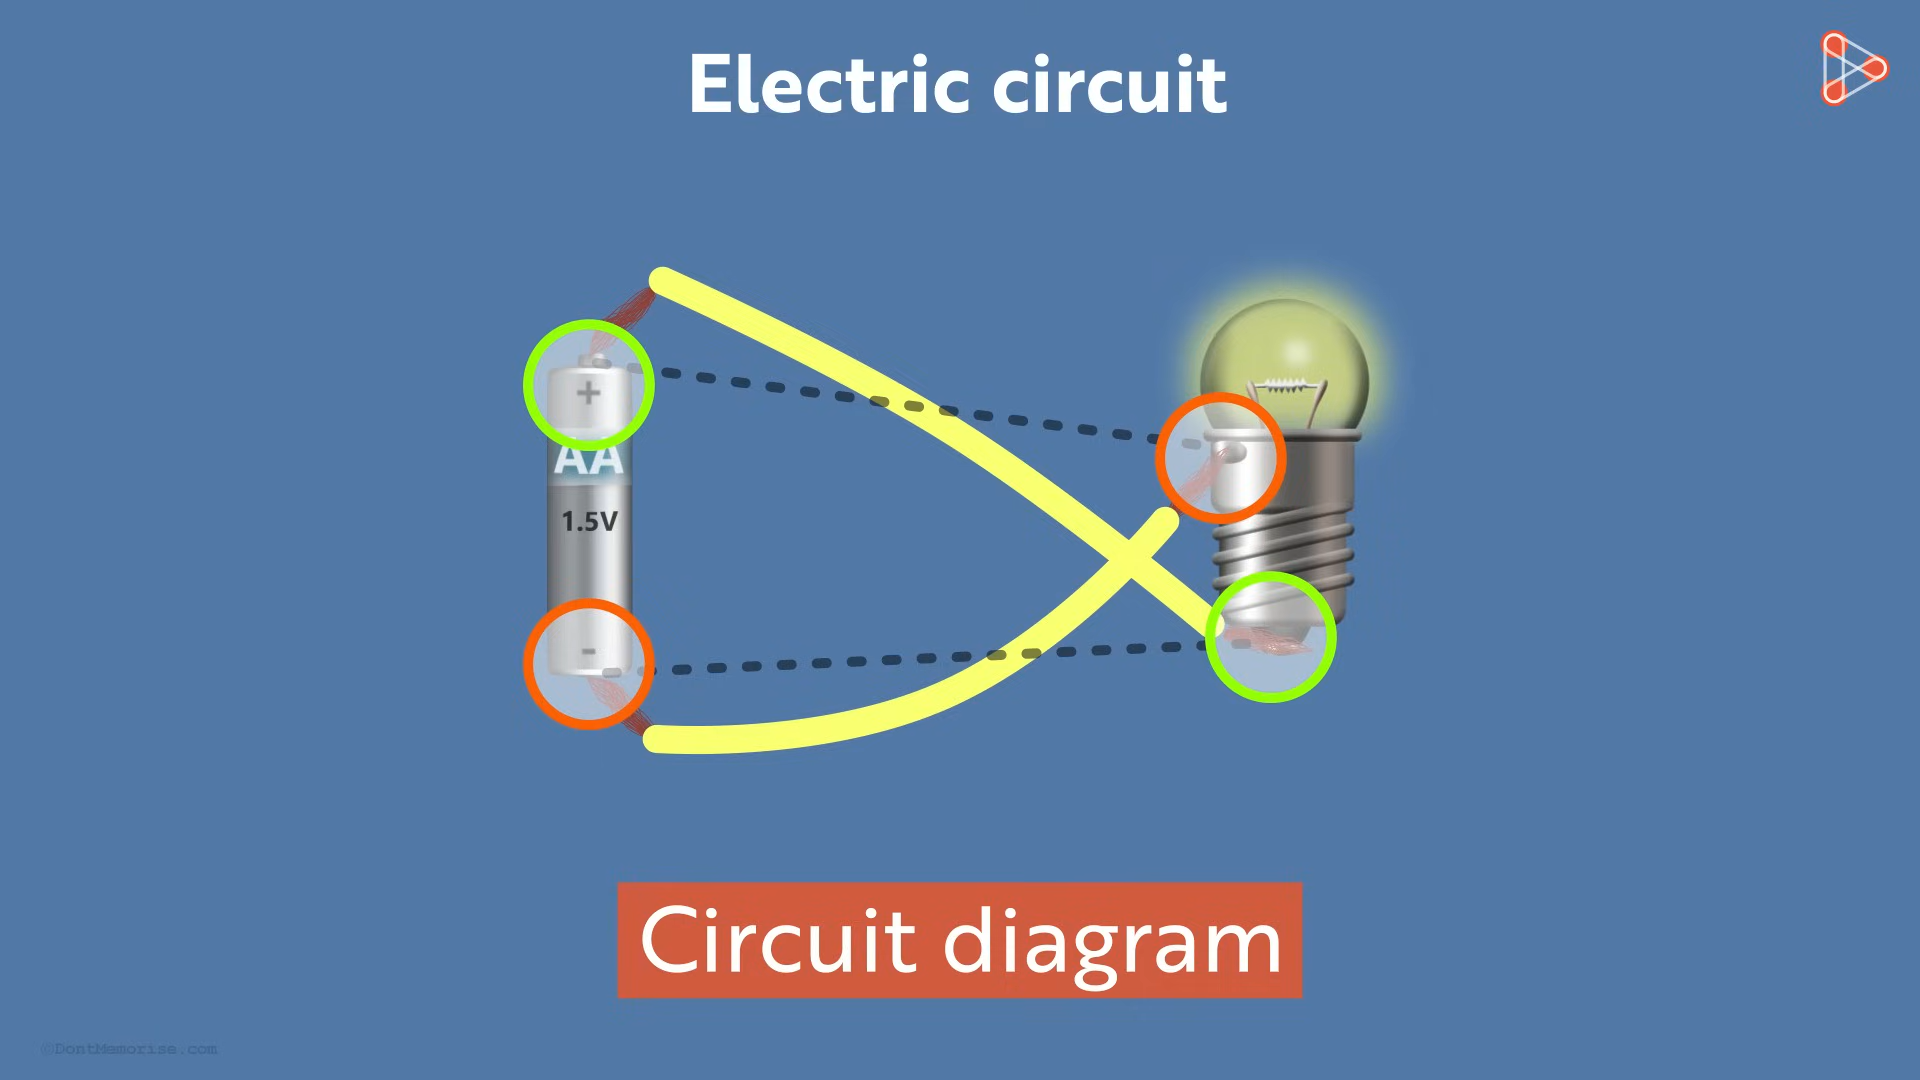 Electric circuit
+
AA
1.5V
-
Circuit diagram
©DontMemorise.com